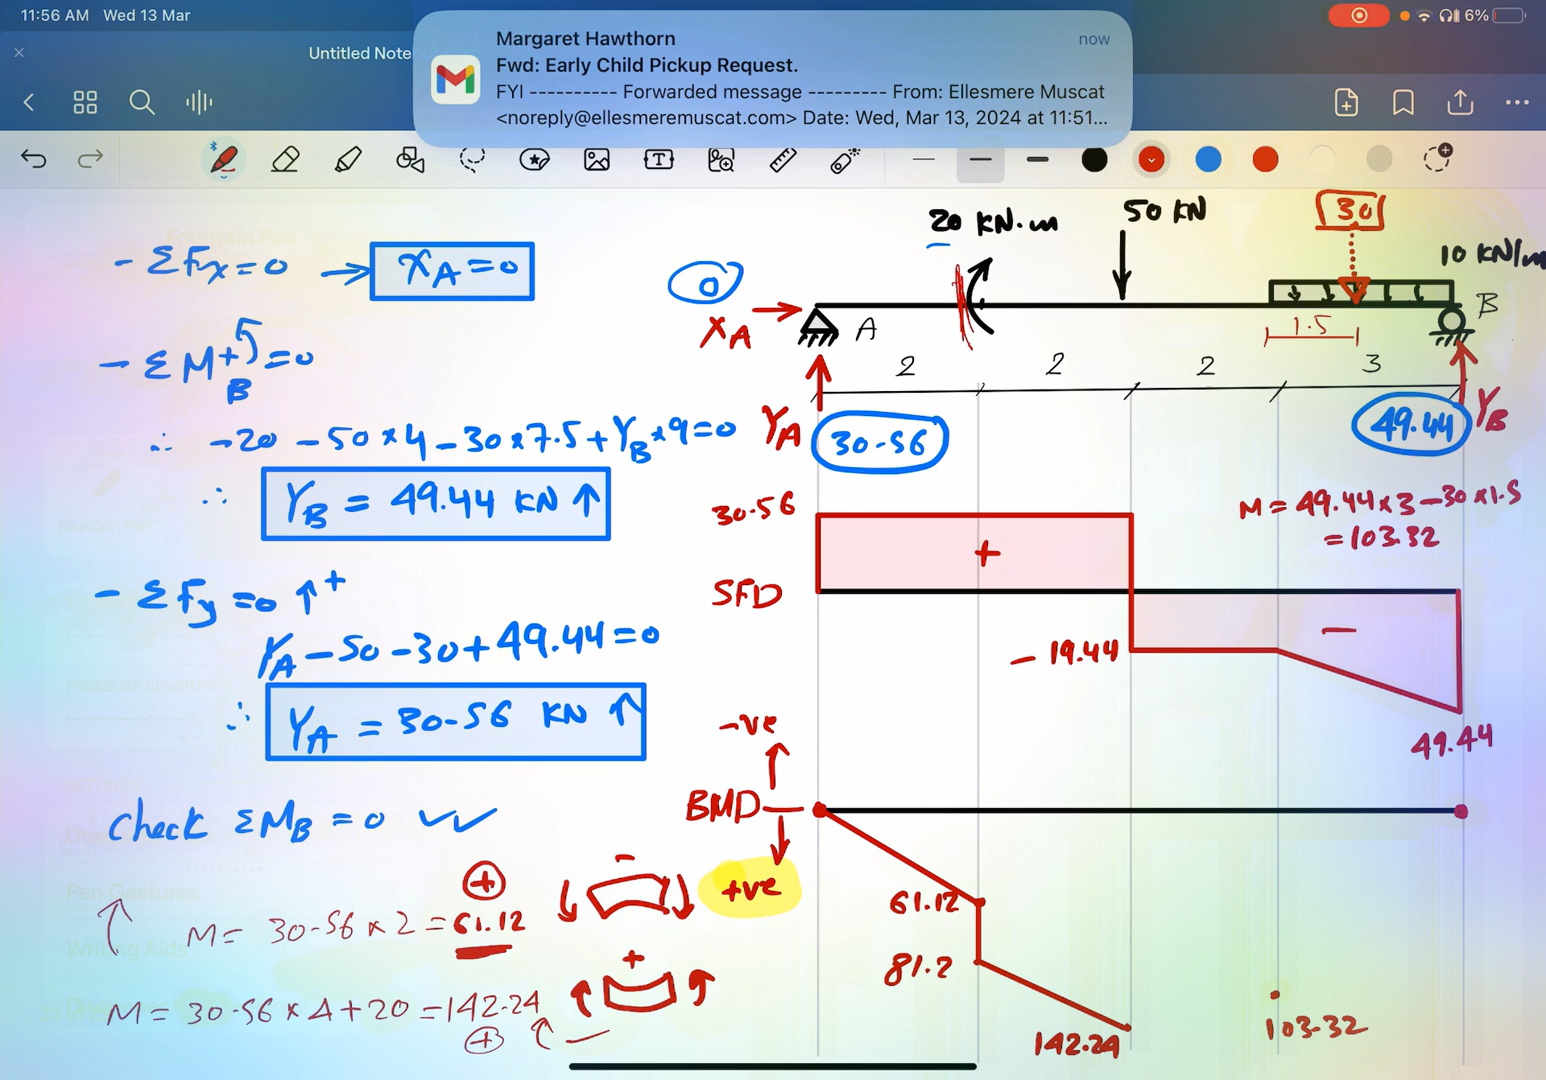 11:56 AM Wed 13 Mar
6%
Untitled Note
Margaret Hawthorn
now
Fwd: Early Child Pickup Request.
FYI ---------- Forwarded message --------- From: Ellesmere Muscat
<noreply@ellesmeremuscat.com> Date: Wed, Mar 13, 2024 at 11:51...
- ΣFx=0 → XA=0
- ΣM+B=0
∴ -20 -50×4 -30×7.5+YB×9=0
∴ YB = 49.44 KN ↑
- ΣFy=0 ↑+
YA-50-30+49.44=0
∴ YA = 30-56 KN ↑
check ΣMB=0 ✓✓
+
M= 30-56×2=61.12
M= 30-56×4+20=142-24
+
-
+
20 KN.m
50 KN
30
10 KN/m
0
XA
A
B
1.5
2
2
2
3
YA
30-56
49.44
YB
M= 49.44×3-30×1.5
=103.32
30-56
+
SFD
-
- 19.44
49.44
-ve
BMD
+ve
61.12
81.2
142.24
103-32